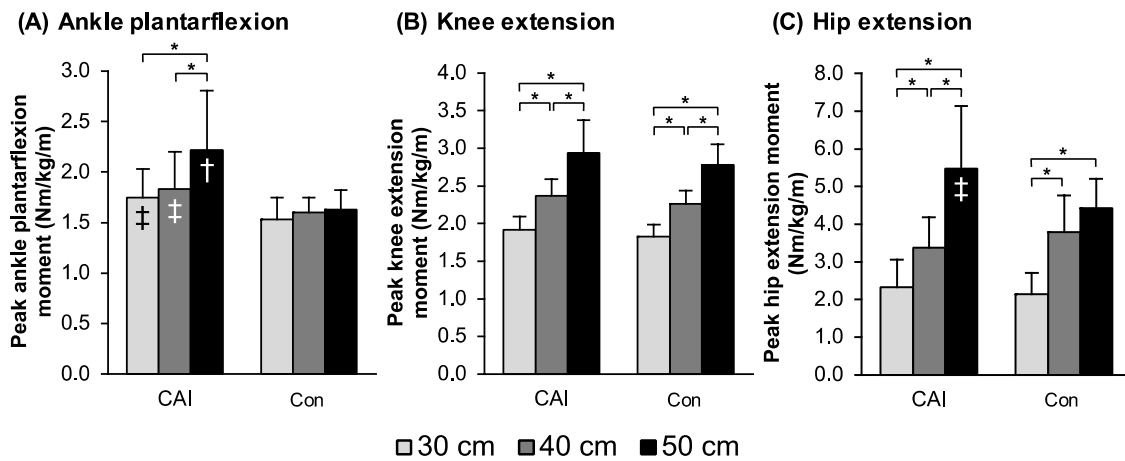 (A) Ankle plantarflexion
Peak ankle plantarflexion
moment (Nm/kg/m)
3.0
2.5
2.0
1.5
1.0
0.5
0.0
*
*
‡
‡
†
CAI
Con
(B) Knee extension
Peak knee extension
moment (Nm/kg/m)
4.0
3.5
3.0
2.5
2.0
1.5
1.0
0.5
0.0
*
*
*
*
*
*
CAI
Con
(C) Hip extension
Peak hip extension moment
(Nm/kg/m)
8.0
7.0
6.0
5.0
4.0
3.0
2.0
1.0
0.0
*
*
*
*
*
‡
CAI
Con
30 cm
40 cm
50 cm